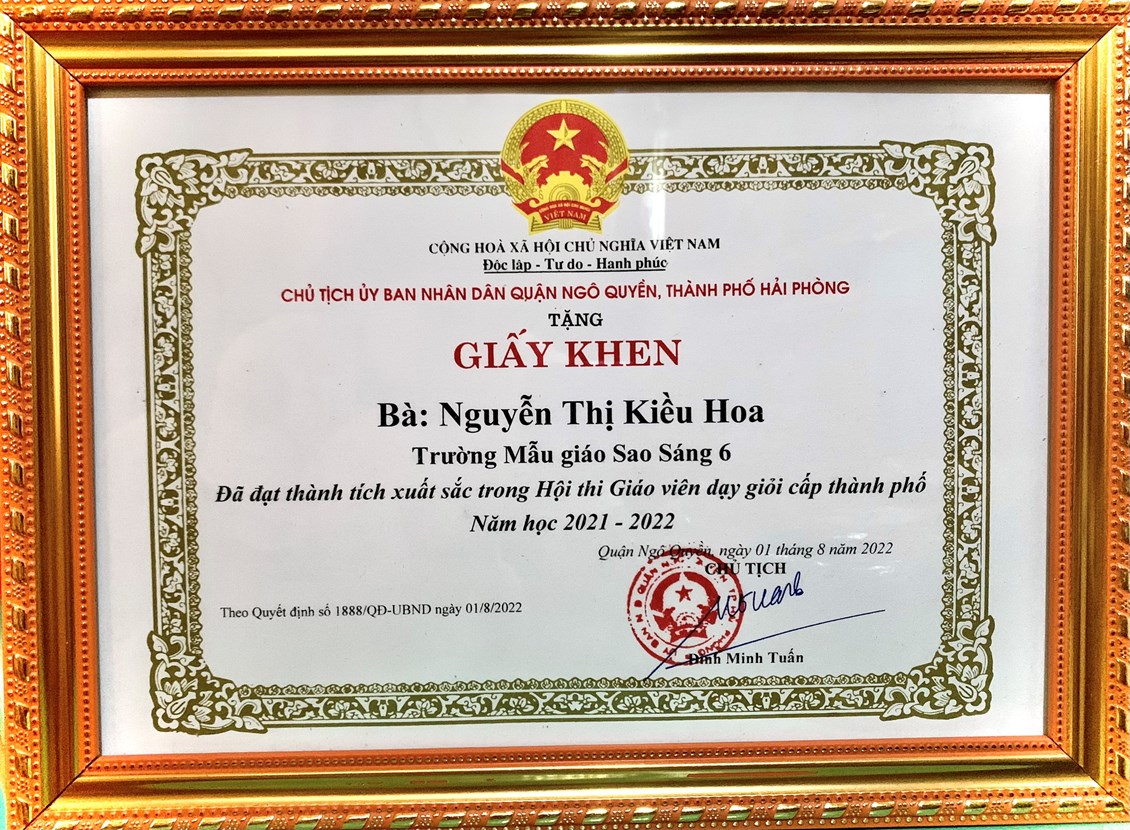 VIỆT NAM
CỘNG HOÀ XÃ HỘI CHỦ NGHĨA VIỆT NAM
Độc lập - Tự do - Hạnh phúc
CHỦ TỊCH ỦY BAN NHÂN DÂN QUẬN NGÔ QUYỀN, THÀNH PHỐ HẢI PHÒNG
TẶNG
GIẤY KHEN
Bà: Nguyễn Thị Kiều Hoa
Trường Mẫu giáo Sao Sáng 6
Đã đạt thành tích xuất sắc trong Hội thi Giáo viên dạy giỏi cấp thành phố
Năm học 2021 - 2022
Quận Ngô Quyền, ngày 01 tháng 8 năm 2022
CHỦ TỊCH
Theo Quyết định số 1888/QĐ-UBND ngày 01/8/2022
Đinh Minh Tuấn